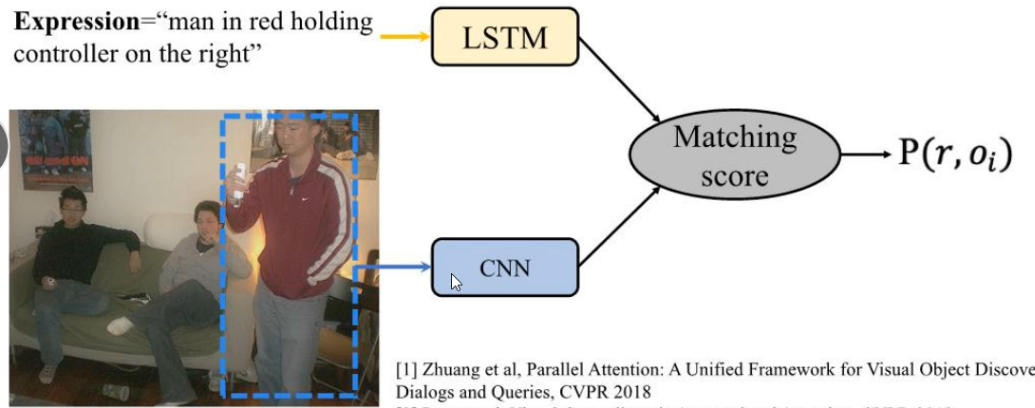 Expression=“man in red holding
controller on the right”
LSTM
Matching
score
P(r, oᵢ)
CNN
[1] Zhuang et al, Parallel Attention: A Unified Framework for Visual Object Discove
Dialogs and Queries, CVPR 2018